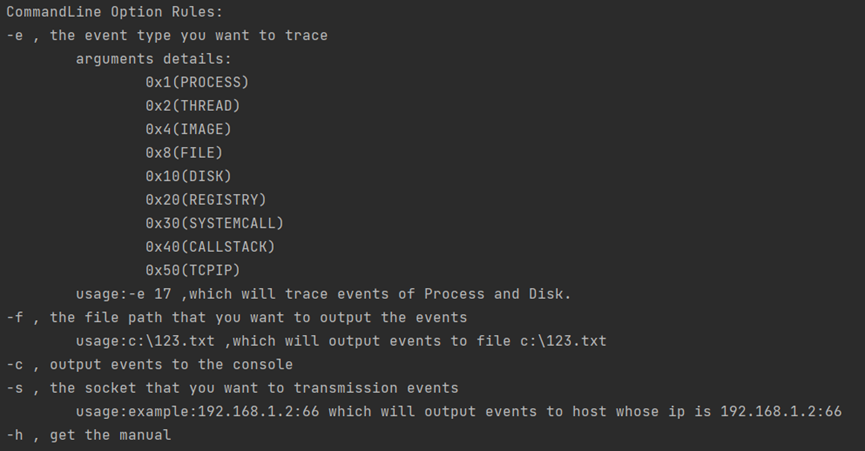 CommandLine Option Rules:
-e , the event type you want to trace
arguments details:
0x1(PROCESS)
0x2(THREAD)
0x4(IMAGE)
0x8(FILE)
0x10(DISK)
0x20(REGISTRY)
0x30(SYSTEMCALL)
0x40(CALLSTACK)
0x50(TCPIP)
usage:-e 17 ,which will trace events of Process and Disk.
-f , the file path that you want to output the events
usage:c:\123.txt ,which will output events to file c:\123.txt
-c , output events to the console
-s , the socket that you want to transmission events
usage:example:192.168.1.2:66 which will output events to host whose ip is 192.168.1.2:66
-h , get the manual